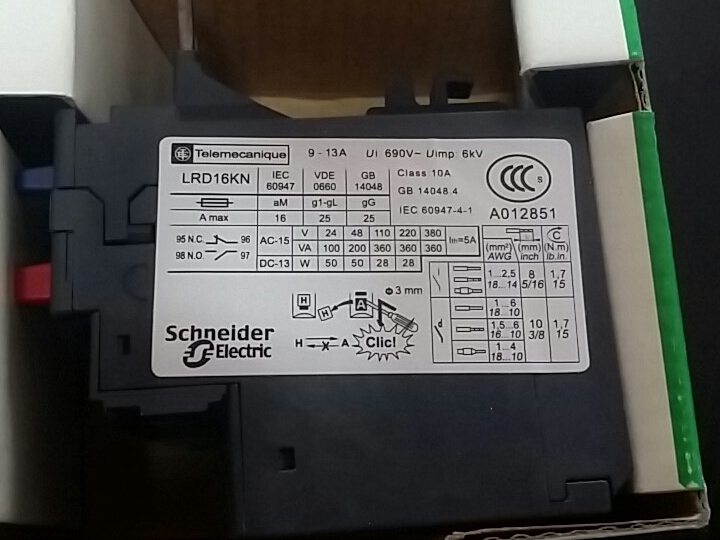 Telemecanique 9 - 13A Ui 690V~ Uimp: 6kV
LRD16KN IEC 60947 VDE 0660 GB 14048 Class 10A
aM g1-gL gG GB 14048.4
A max 16 25 25 IEC 60947-4-1
CCC S
A012851
95 N.C. 96
98 N.O. 97
AC-15 V 24 48 110 220 380 Ith=5A
VA 100 200 360 360 360
DC-13 W 50 50 28 28
(mm²) AWG (mm) inch C (N.m) lb.in.
1...2,5 8 1,7
18...14 5/16 15
1...6
18...10
d 1,5...6 10 1,7
16...10 3/8 15
1...4
18...10
Φ 3 mm
H H A
Schneider
Electric
H X A Clic!